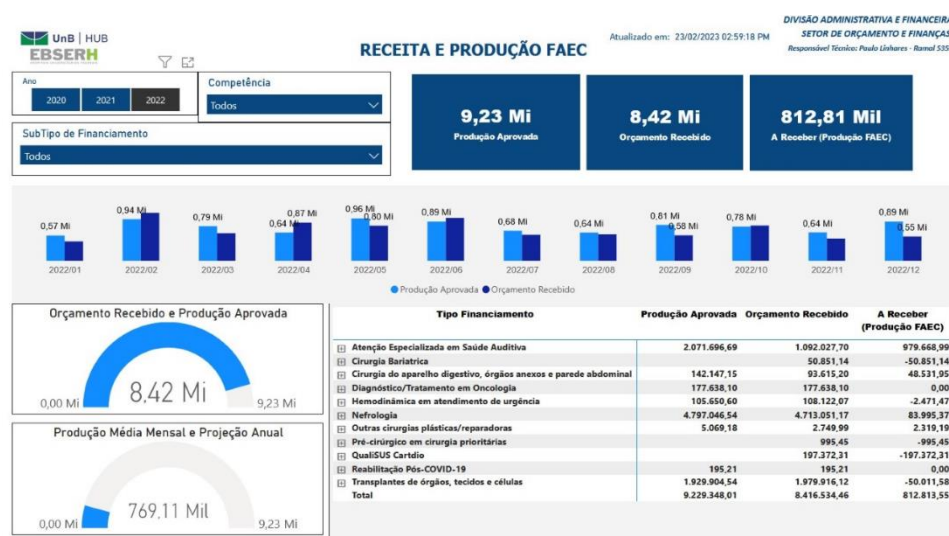 UnB | HUB
EBSERH
RECEITA E PRODUÇÃO FAEC
Atualizado em: 23/02/2023 02:59:18 PM
DIVISÃO ADMINISTRATIVA E FINANCEIRA
SETOR DE ORÇAMENTO E FINANÇAS
Responsável Técnico: Paulo Linhares - Ramal 535
Ano
2020 2021 2022
Competência
Todos
SubTipo de Financiamento
Todos
9,23 Mi
Produção Aprovada
8,42 Mi
Orçamento Recebido
812,81 Mil
A Receber (Produção FAEC)
0,57 Mi 0,94 Mi 0,79 Mi 0,64 Mi 0,87 Mi 0,96 Mi 0,80 Mi 0,89 Mi 0,68 Mi 0,64 Mi 0,81 Mi 0,58 Mi 0,78 Mi 0,64 Mi 0,89 Mi 0,55 Mi
2022/01 2022/02 2022/03 2022/04 2022/05 2022/06 2022/07 2022/08 2022/09 2022/10 2022/11 2022/12
Produção Aprovada Orçamento Recebido
Orçamento Recebido e Produção Aprovada
8,42 Mi
0,00 Mi 9,23 Mi
Produção Média Mensal e Projeção Anual
769,11 Mil
0,00 Mi 9,23 Mi
Tipo Financiamento Produção Aprovada Orçamento Recebido A Receber
(Produção FAEC)
Atenção Especializada em Saúde Auditiva 2.071.696,69 1.092.027,70 979.668,99
Cirurgia Bariatrica 50.851,14 -50.851,14
Cirurgia do aparelho digestivo, órgãos anexos e parede abdominal 142.147,15 93.615,20 48.531,95
Diagnóstico/Tratamento em Oncologia 177.638,10 177.638,10 0,00
Hemodinâmica em atendimento de urgência 105.650,60 108.122,07 -2.471,47
Nefrologia 4.797.046,54 4.713.051,17 83.995,37
Outras cirurgias plásticas/reparadoras 5.069,18 2.749,99 2.319,19
Pré-cirúrgico em cirurgia prioritárias 995,45 -995,45
QualiSUS Cartdio 197.372,31 -197.372,31
Reabilitação Pós-COVID-19 195,21 195,21 0,00
Transplantes de órgãos, tecidos e células 1.929.904,54 1.979.916,12 -50.011,58
Total 9.229.348,01 8.416.534,46 812.813,55